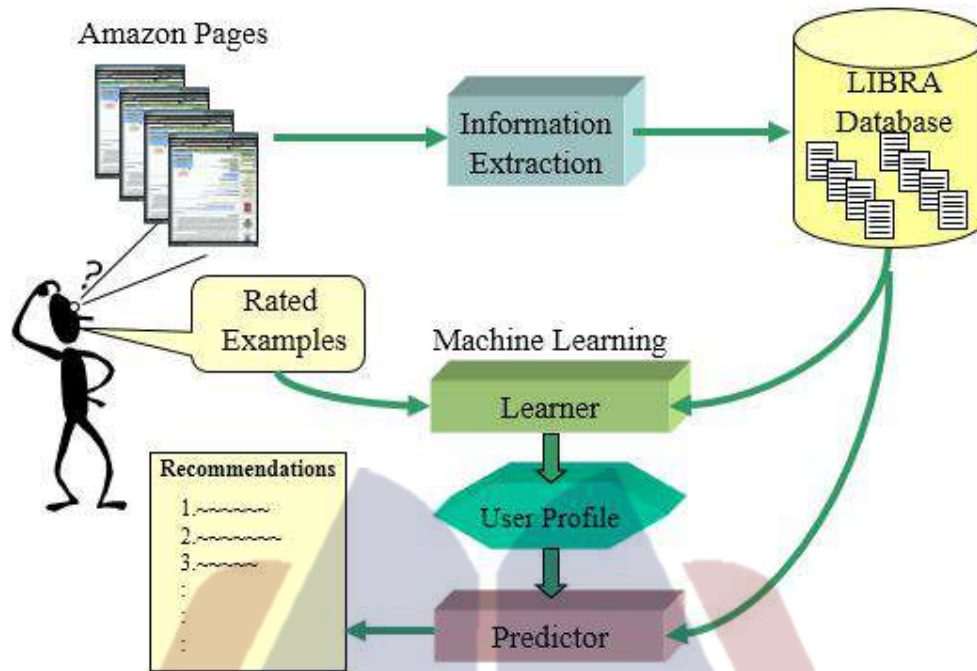 Amazon Pages
Information
Extraction
LIBRA
Database
?
Rated
Examples
Machine Learning
Learner
User Profile
Predictor
Recommendations
1.~~~~~~
2.~~~~~~~
3.~~~~~
:
:
: